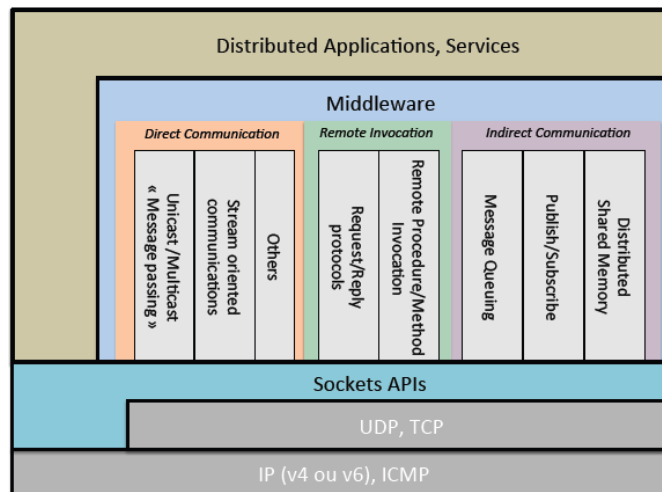 Distributed Applications, Services
Middleware
Direct Communication
Unicast /Multicast
« Message passing »
Stream oriented
communications
Others
Remote Invocation
Request/Reply
protocols
Remote Procedure/Method
Invocation
Indirect Communication
Message Queuing
Publish/Subscribe
Distributed
Shared Memory
Sockets APIs
UDP, TCP
IP (v4 ou v6), ICMP